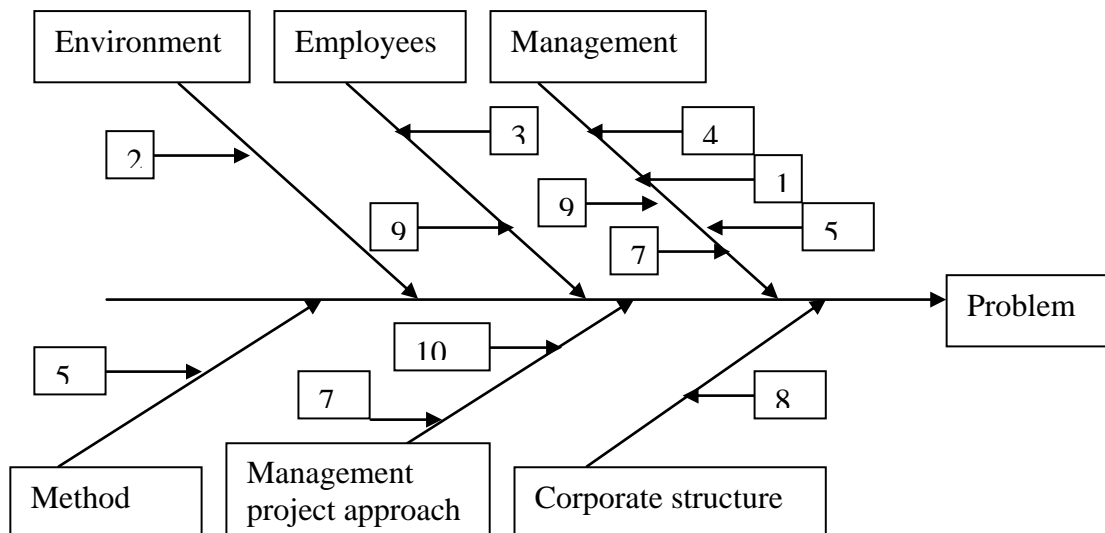 Environment
Employees
Management
3
4
2
1
9
9
5
7
Problem
10
5
7
8
Method
Management
project approach
Corporate structure